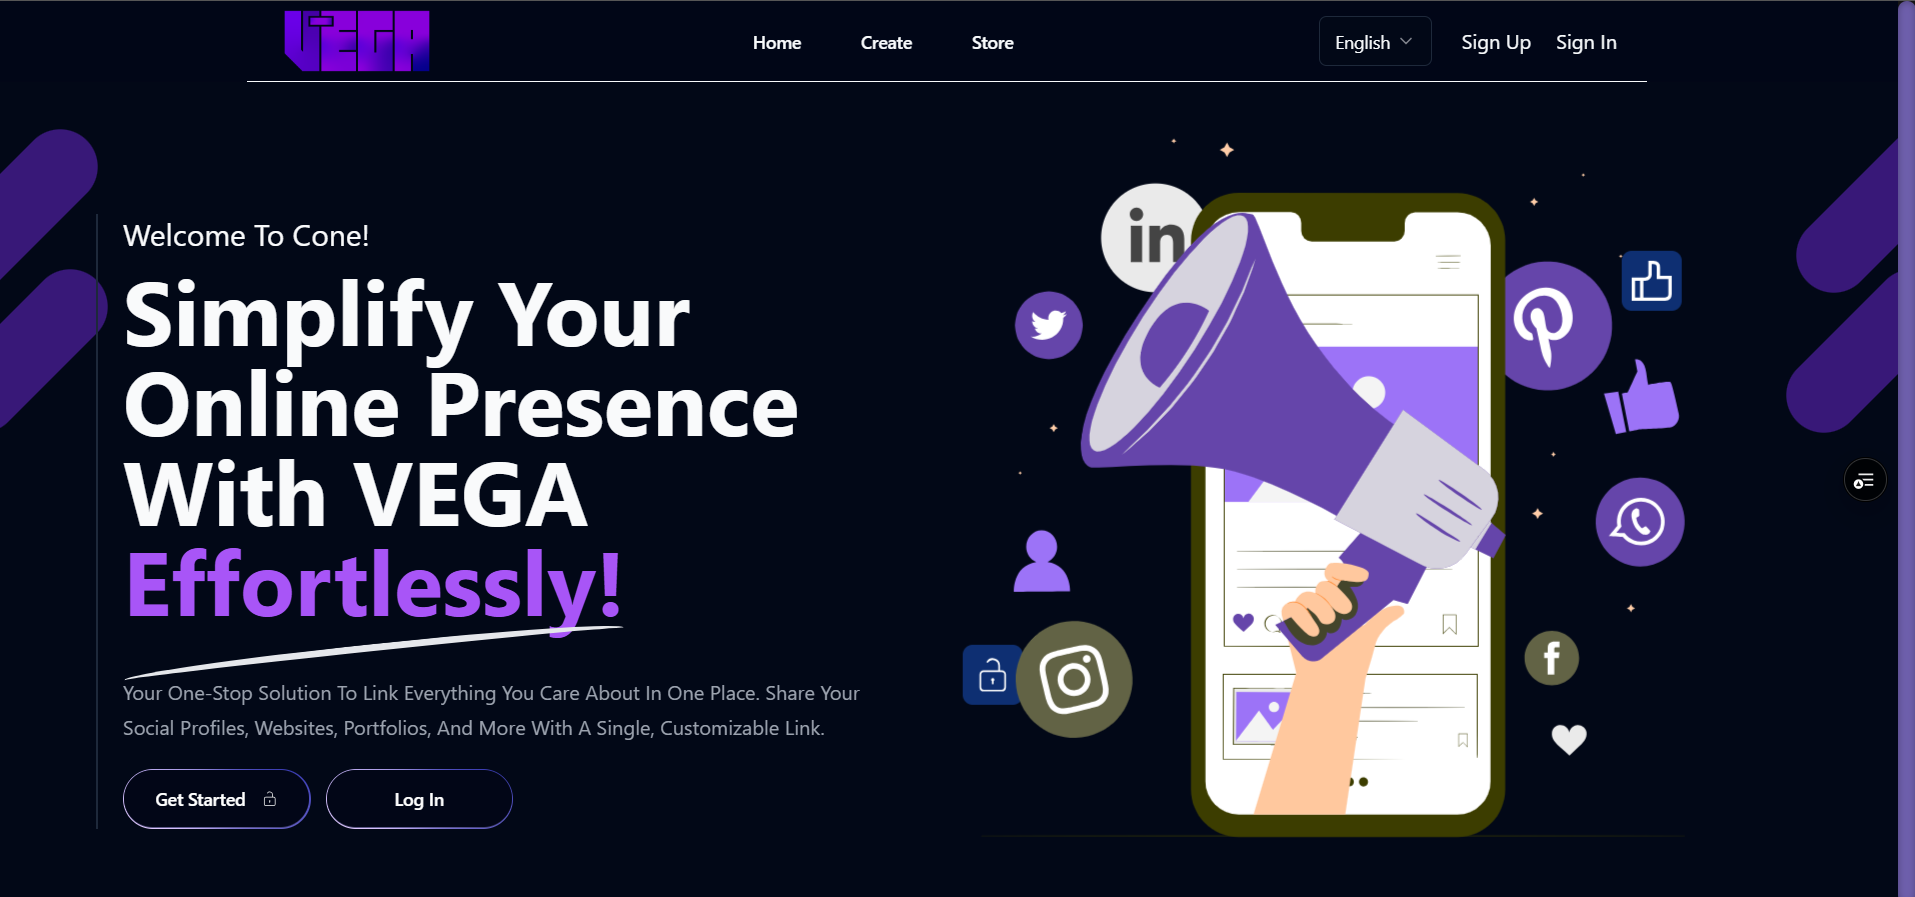 VEGA
Home
Create
Store
English
Sign Up
Sign In
Welcome To Cone!
Simplify Your
Online Presence
With VEGA
Effortlessly!
Your One-Stop Solution To Link Everything You Care About In One Place. Share Your
Social Profiles, Websites, Portfolios, And More With A Single, Customizable Link.
Get Started
Log In
in